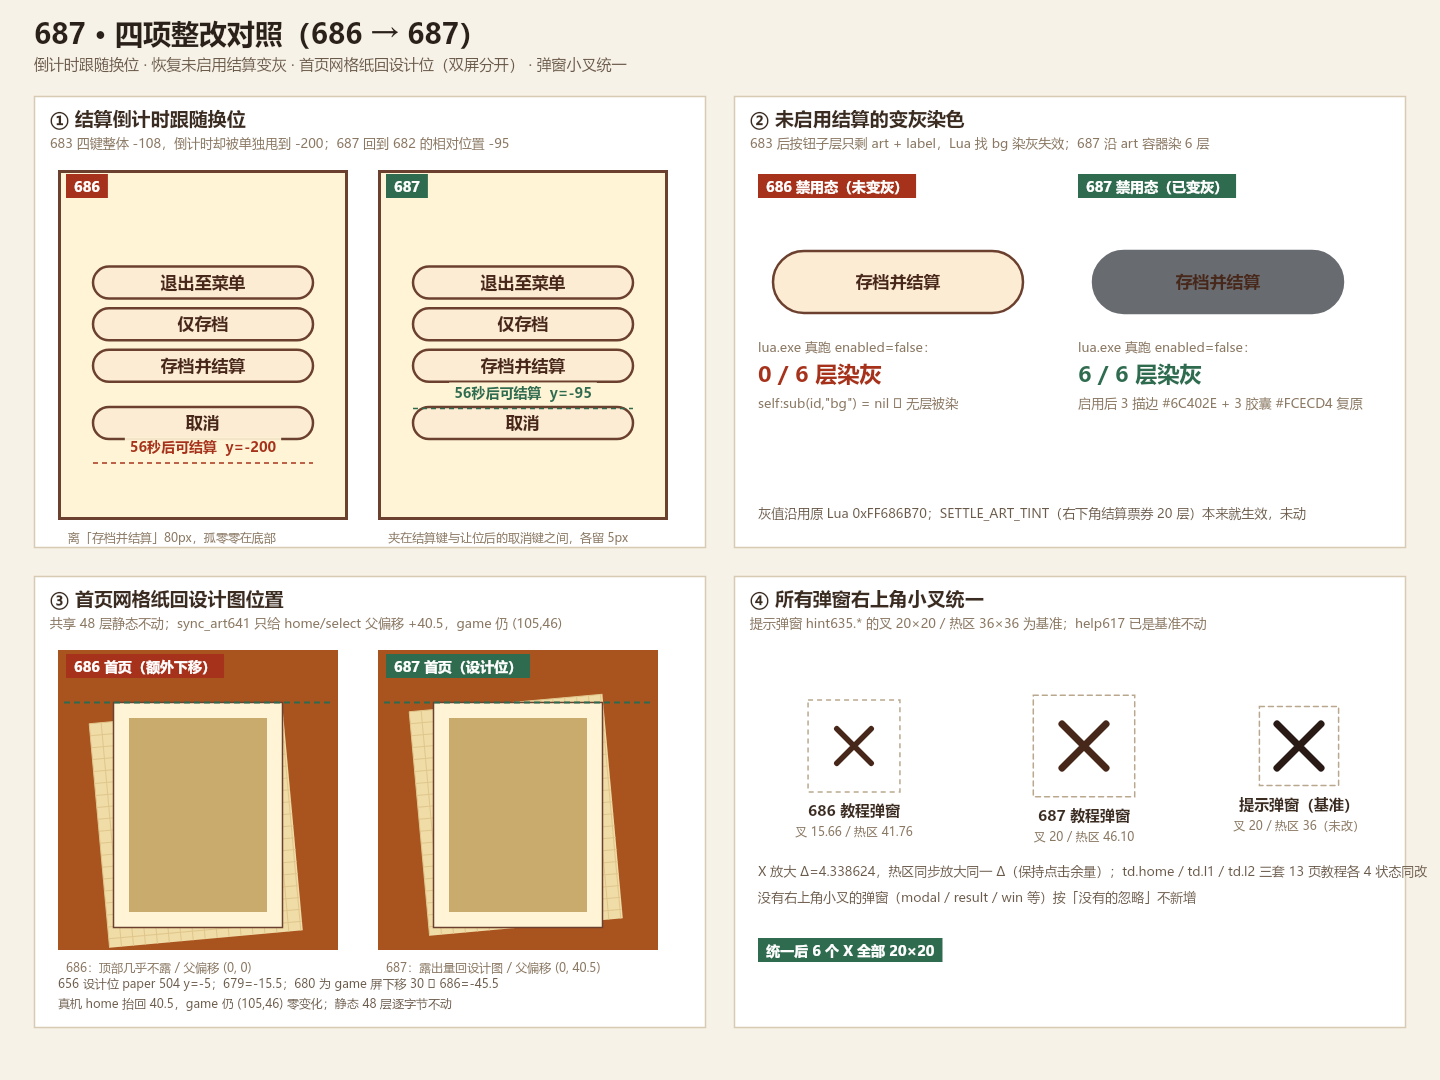 687 · 四项整改对照（686 → 687）
倒计时跟随换位 · 恢复未启用结算变灰 · 首页网格纸回设计位（双屏分开） · 弹窗小叉统一
① 结算倒计时跟随换位
683 四键整体 -108，倒计时却被单独甩到 -200；687 回到 682 的相对位置 -95
686
退出至菜单
仅存档
存档并结算
取消
56秒后可结算 y=-200
离「存档并结算」80px，孤零零在底部
687
退出至菜单
仅存档
存档并结算
56秒后可结算 y=-95
取消
夹在结算键与让位后的取消键之间，各留 5px
② 未启用结算的变灰染色
683 后按钮子层只剩 art + label，Lua 找 bg 染灰失效；687 沿 art 容器染 6 层
686 禁用态（未变灰）
存档并结算
lua.exe 真跑 enabled=false：
0 / 6 层染灰
self:sub(id,"bg") = nil ▯ 无层被染
687 禁用态（已变灰）
存档并结算
lua.exe 真跑 enabled=false：
6 / 6 层染灰
启用后 3 描边 #6C402E + 3 胶囊 #FCECD4 复原
灰值沿用原 Lua 0xFF686B70；SETTLE_ART_TINT（右下角结算票券 20 层）本来就生效，未动
③ 首页网格纸回设计图位置
共享 48 层静态不动；sync_art641 只给 home/select 父偏移 +40.5，game 仍 (105,46)
686 首页（额外下移）
687 首页（设计位）
686：顶部几乎不露 / 父偏移 (0, 0)
687：露出量回设计图 / 父偏移 (0, 40.5)
656 设计位 paper 504 y=-5；679=-15.5；680 为 game 屏下移 30 ▯ 686=-45.5
真机 home 抬回 40.5，game 仍 (105,46) 零变化；静态 48 层逐字节不动
④ 所有弹窗右上角小叉统一
提示弹窗 hint635.* 的叉 20×20 / 热区 36×36 为基准；help617 已是基准不动
686 教程弹窗
叉 15.66 / 热区 41.76
687 教程弹窗
叉 20 / 热区 46.10
提示弹窗（基准）
叉 20 / 热区 36（未改）
X 放大 Δ=4.338624，热区同步放大同一 Δ（保持点击余量）；td.home / td.l1 / td.l2 三套 13 页教程各 4 状态同改
没有右上角小叉的弹窗（modal / result / win 等）按「没有的忽略」不新增
统一后 6 个 X 全部 20×20